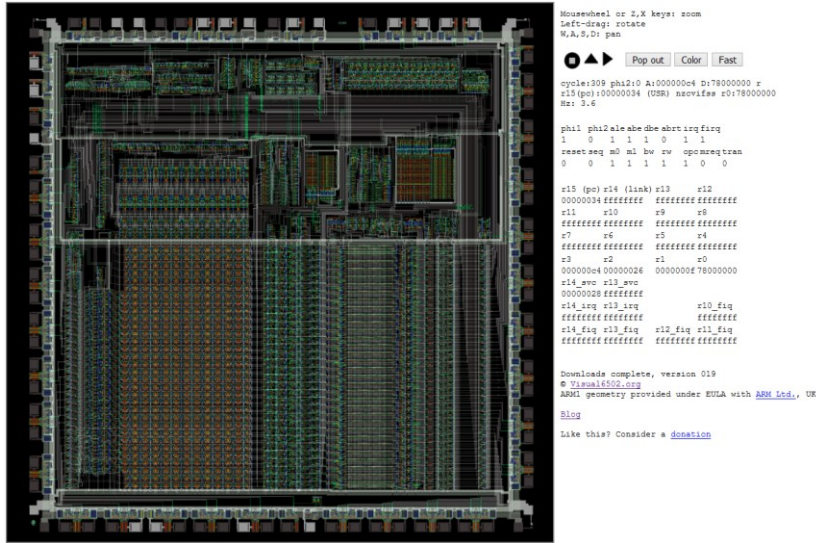 Mousewheel or Z,X keys: zoom
Left-drag: rotate
W,A,S,D: pan
Pop out Color Fast
cycle:309 phi2:0 A:000000c4 D:78000000 r
r15(pc):00000034 (USR) nzcvifss r0:78000000
Hz: 3.6
phi1 phi2 ale abe dbe abrt irq firq
1 0 1 1 1 0 1 1
reset seq m0 m1 bw rw opc mreq tran
0 0 1 1 1 1 1 0 0
r15 (pc) r14 (link) r13 r12
00000034 ffffffff ffffffff ffffffff
r11 r10 r9 r8
ffffffff ffffffff ffffffff ffffffff
r7 r6 r5 r4
ffffffff ffffffff ffffffff ffffffff
r3 r2 r1 r0
000000c4 00000026 0000000f 78000000
r14_svc r13_svc
00000028 ffffffff
r14_irq r13_irq r10_fiq
ffffffff ffffffff ffffffff
r14_fiq r13_fiq r12_fiq r11_fiq
ffffffff ffffffff ffffffff ffffffff
Downloads complete, version 019
© Visual6502.org
ARM1 geometry provided under EULA with ARM Ltd., UK
Blog
Like this? Consider a donation